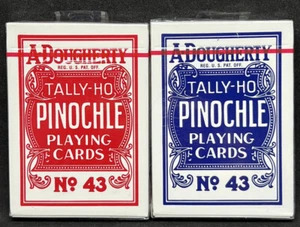 A. DOUGHERTY
REG. U.S. PAT. OFF.
TALLY-HO
PINOCHLE
PLAYING
CARDS
No 43
A. DOUGHERTY
REG. U.S. PAT. OFF.
TALLY-HO
PINOCHLE
PLAYING
CARDS
No 43